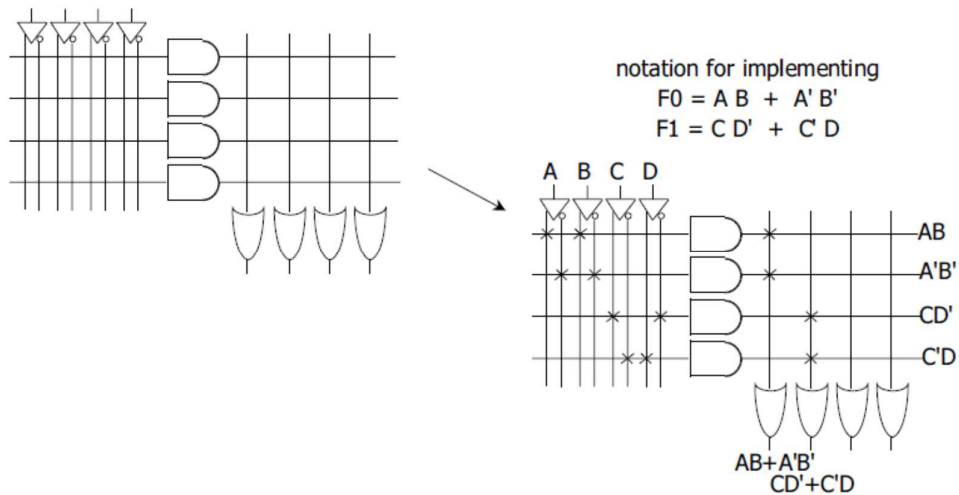 notation for implementing
F0 = A B + A' B'
F1 = C D' + C' D
A B C D
AB
A'B'
CD'
C'D
AB+A'B'
CD'+C'D